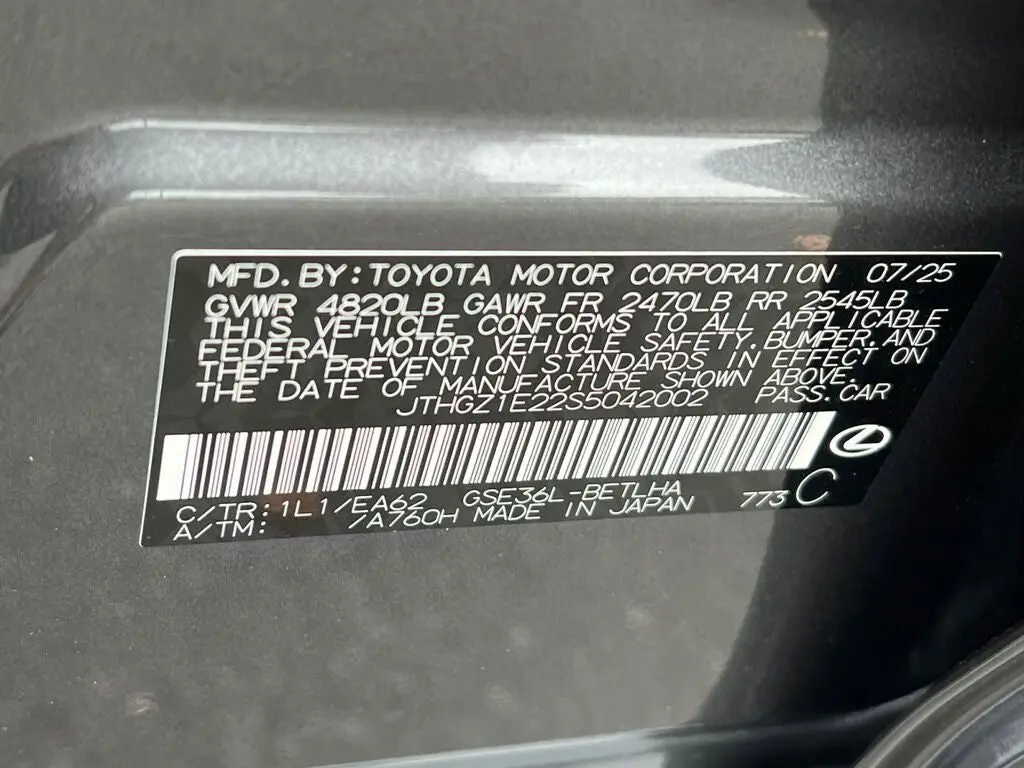 MFD. BY: TOYOTA MOTOR CORPORATION 07/25
GVWR 4820LB GAWR FR 2470LB RR 2545LB
THIS VEHICLE CONFORMS TO ALL APPLICABLE
FEDERAL MOTOR VEHICLE SAFETY, BUMPER, AND
THEFT PREVENTION STANDARDS IN EFFECT ON
THE DATE OF MANUFACTURE SHOWN ABOVE.
JTHGZ1E22S5042002 PASS. CAR
C/TR: 1L1/EA62 GSE36L-BETLHA 773 C
A/TM: /A760H MADE IN JAPAN